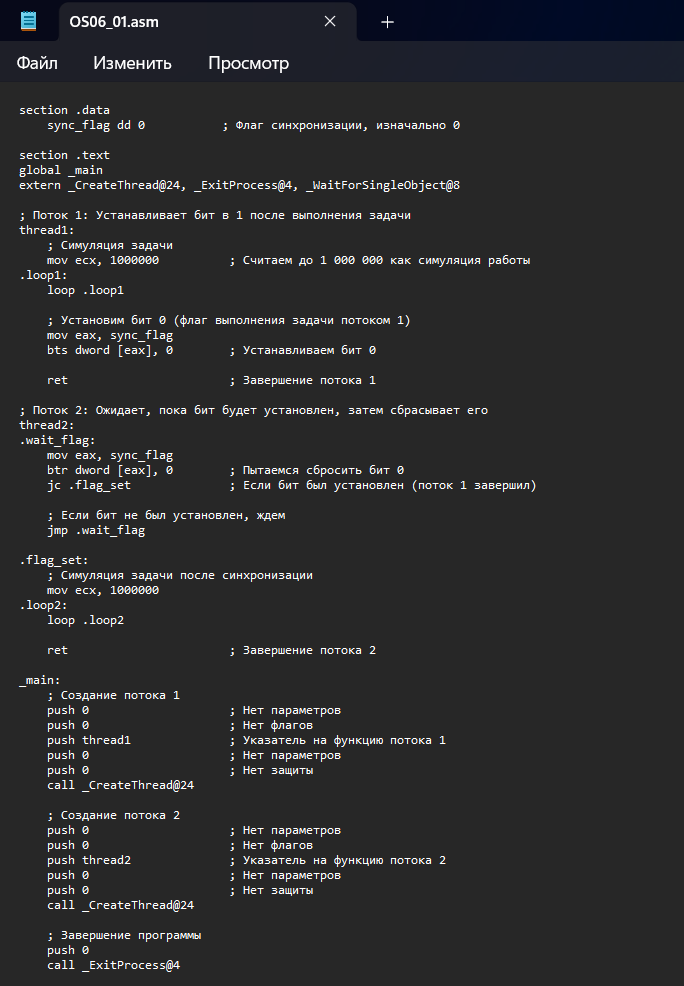 OS06_01.asm
Файл Изменить Просмотр
section .data
    sync_flag dd 0           ; Флаг синхронизации, изначально 0

section .text
global _main
extern _CreateThread@24, _ExitProcess@4, _WaitForSingleObject@8

; Поток 1: Устанавливает бит в 1 после выполнения задачи
thread1:
    ; Симуляция задачи
    mov ecx, 1000000          ; Считаем до 1 000 000 как симуляция работы
.loop1:
    loop .loop1

    ; Установим бит 0 (флаг выполнения задачи потоком 1)
    mov eax, sync_flag
    bts dword [eax], 0        ; Устанавливаем бит 0

    ret                       ; Завершение потока 1

; Поток 2: Ожидает, пока бит будет установлен, затем сбрасывает его
thread2:
.wait_flag:
    mov eax, sync_flag
    btr dword [eax], 0        ; Пытаемся сбросить бит 0
    jc .flag_set              ; Если бит был установлен (поток 1 завершил)

    ; Если бит не был установлен, ждем
    jmp .wait_flag

.flag_set:
    ; Симуляция задачи после синхронизации
    mov ecx, 1000000
.loop2:
    loop .loop2

    ret                       ; Завершение потока 2

_main:
    ; Создание потока 1
    push 0                    ; Нет параметров
    push 0                    ; Нет флагов
    push thread1              ; Указатель на функцию потока 1
    push 0                    ; Нет параметров
    push 0                    ; Нет защиты
    call _CreateThread@24

    ; Создание потока 2
    push 0                    ; Нет параметров
    push 0                    ; Нет флагов
    push thread2              ; Указатель на функцию потока 2
    push 0                    ; Нет параметров
    push 0                    ; Нет защиты
    call _CreateThread@24

    ; Завершение программы
    push 0
    call _ExitProcess@4